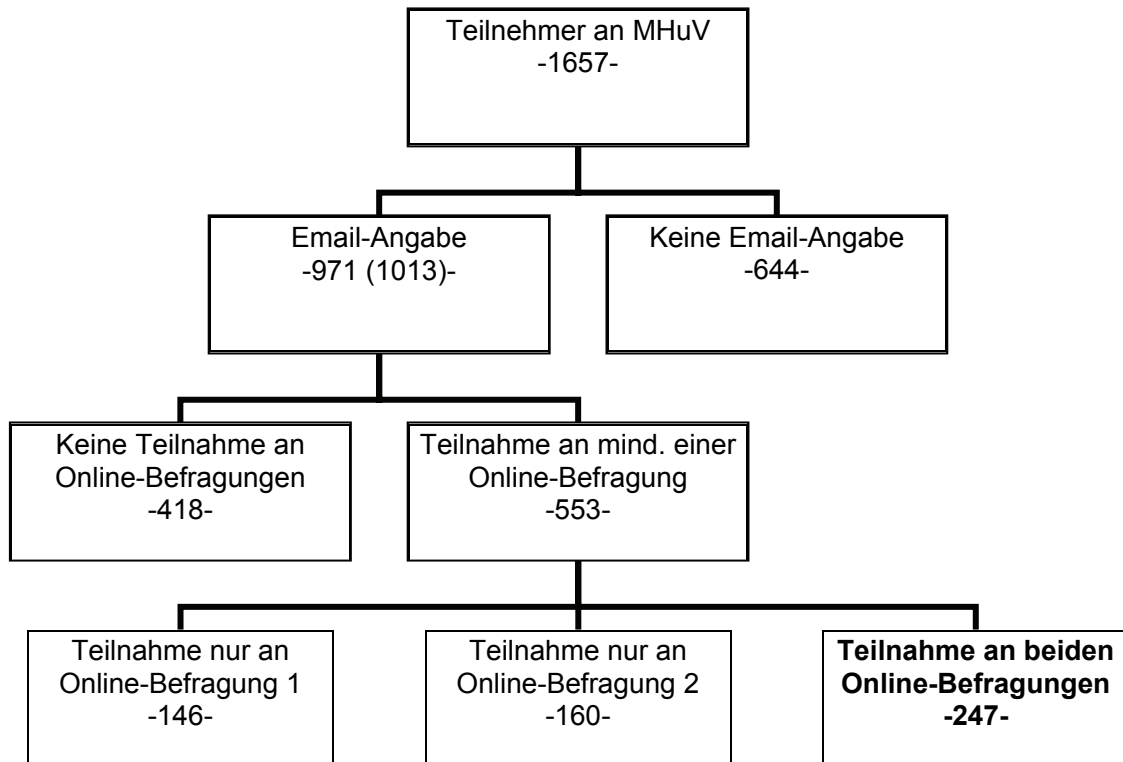 Teilnehmer an MHuV
-1657-
Email-Angabe
-971 (1013)-
Keine Email-Angabe
-644-
Keine Teilnahme an
Online-Befragungen
-418-
Teilnahme an mind. einer
Online-Befragung
-553-
Teilnahme nur an
Online-Befragung 1
-146-
Teilnahme nur an
Online-Befragung 2
-160-
Teilnahme an beiden
Online-Befragungen
-247-